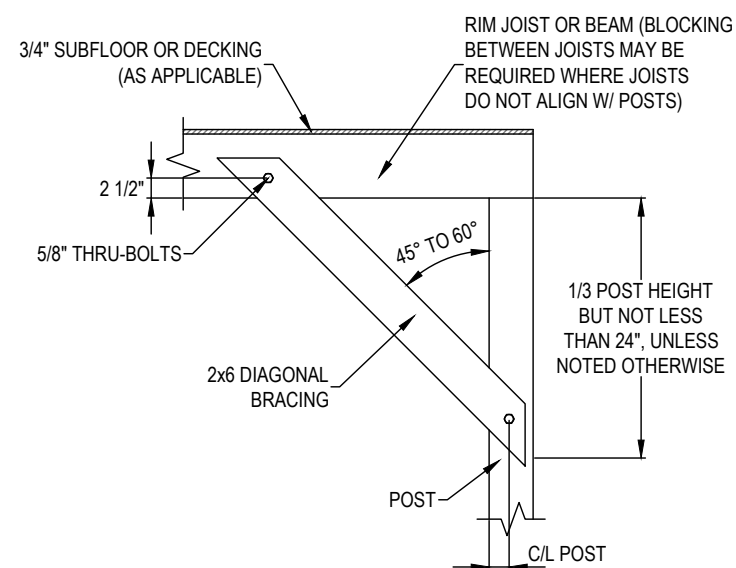 RIM JOIST OR BEAM (BLOCKING
BETWEEN JOISTS MAY BE
REQUIRED WHERE JOISTS
DO NOT ALIGN W/ POSTS)
3/4" SUBFLOOR OR DECKING
(AS APPLICABLE)
2 1/2"
5/8" THRU-BOLTS
45° TO 60°
1/3 POST HEIGHT
BUT NOT LESS
THAN 24", UNLESS
NOTED OTHERWISE
2x6 DIAGONAL
BRACING
POST
C/L POST